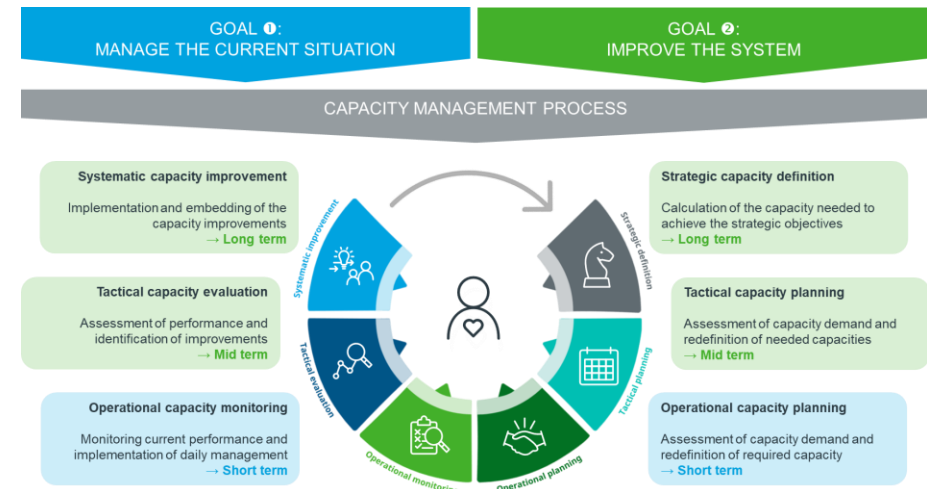 GOAL ❶:
MANAGE THE CURRENT SITUATION
GOAL ❷:
IMPROVE THE SYSTEM
CAPACITY MANAGEMENT PROCESS
Systematic capacity improvement
Implementation and embedding of the
capacity improvements
→ Long term
Tactical capacity evaluation
Assessment of performance and
identification of improvements
→ Mid term
Operational capacity monitoring
Monitoring current performance and
implementation of daily management
→ Short term
Systematic improvement
Tactical evaluation
Operational monitoring
Operational planning
Tactical planning
Strategic definition
Strategic capacity definition
Calculation of the capacity needed to
achieve the strategic objectives
→ Long term
Tactical capacity planning
Assessment of capacity demand and
redefinition of needed capacities
→ Mid term
Operational capacity planning
Assessment of capacity demand and
redefinition of required capacity
→ Short term